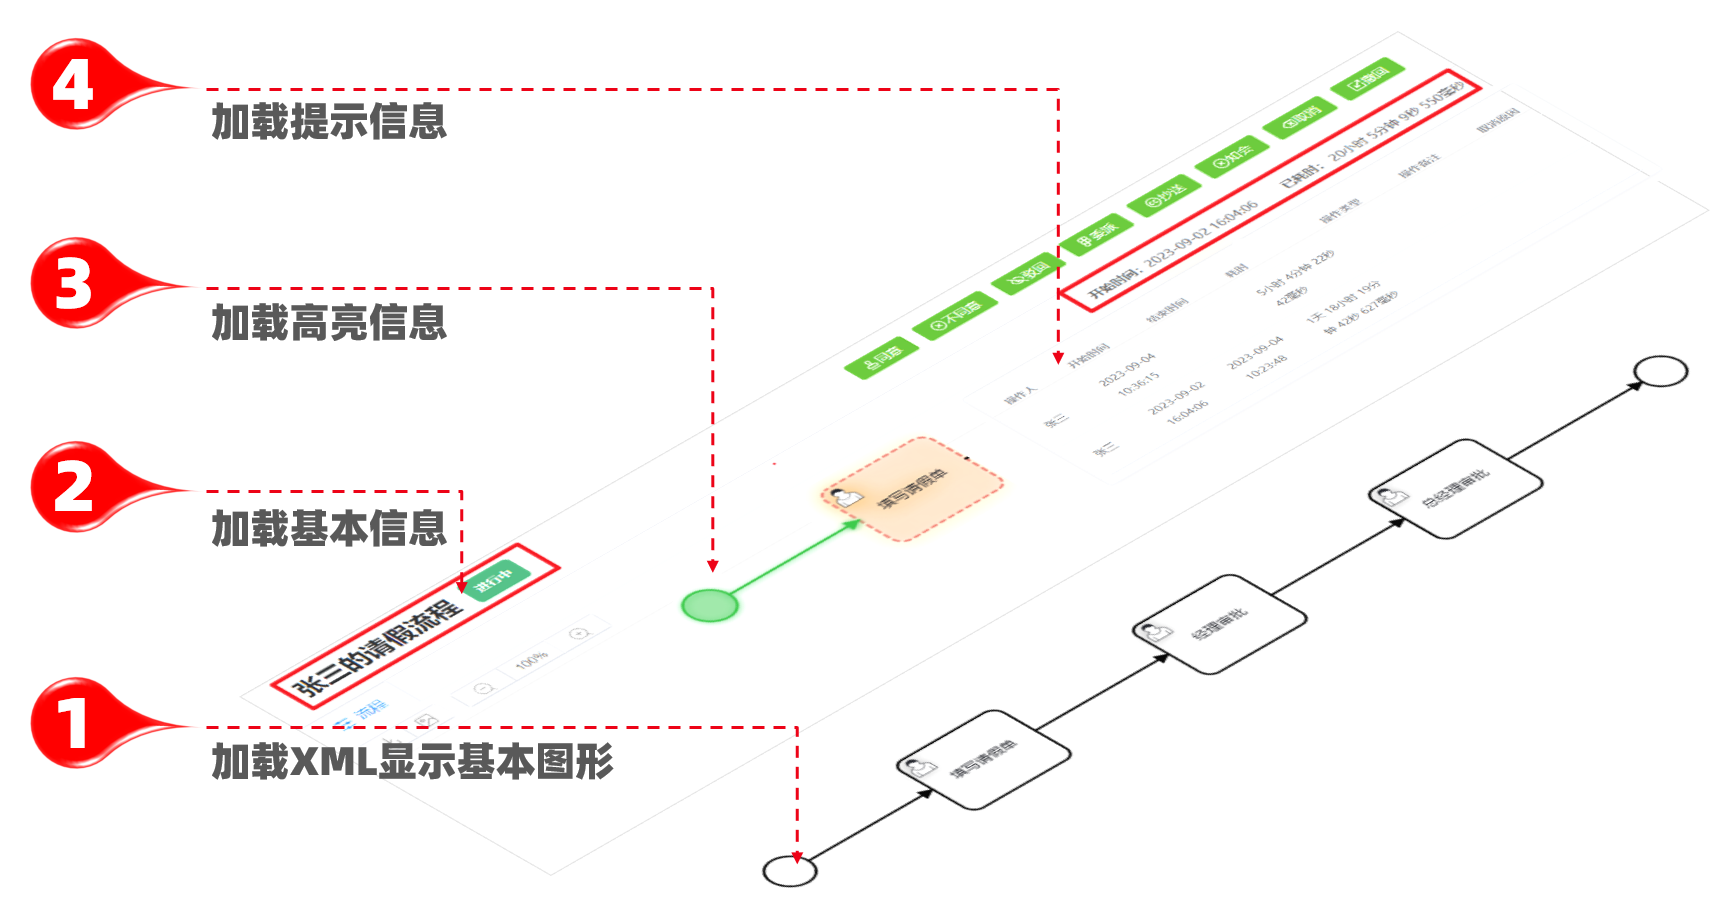 4
加载提示信息
3
加载高亮信息
2
加载基本信息
1
加载XML显示基本图形
张三的请假流程
进行中
流程
100%
同意
不同意
驳回
委派
抄送
知会
取消
撤回
开始时间：2023-09-02 16:04:06 已耗时：20小时 5分钟 9秒 550毫秒
操作人 开始时间 结束时间 耗时 操作类型 操作备注 取消原因
张三
2023-09-04
10:36:15
5小时 4分钟 22秒
42毫秒
张三
2023-09-02
16:04:06
2023-09-04
10:23:48
1天 18小时 19分
钟 42秒 627毫秒
填写请假单
填写请假单
经理审批
总经理审批